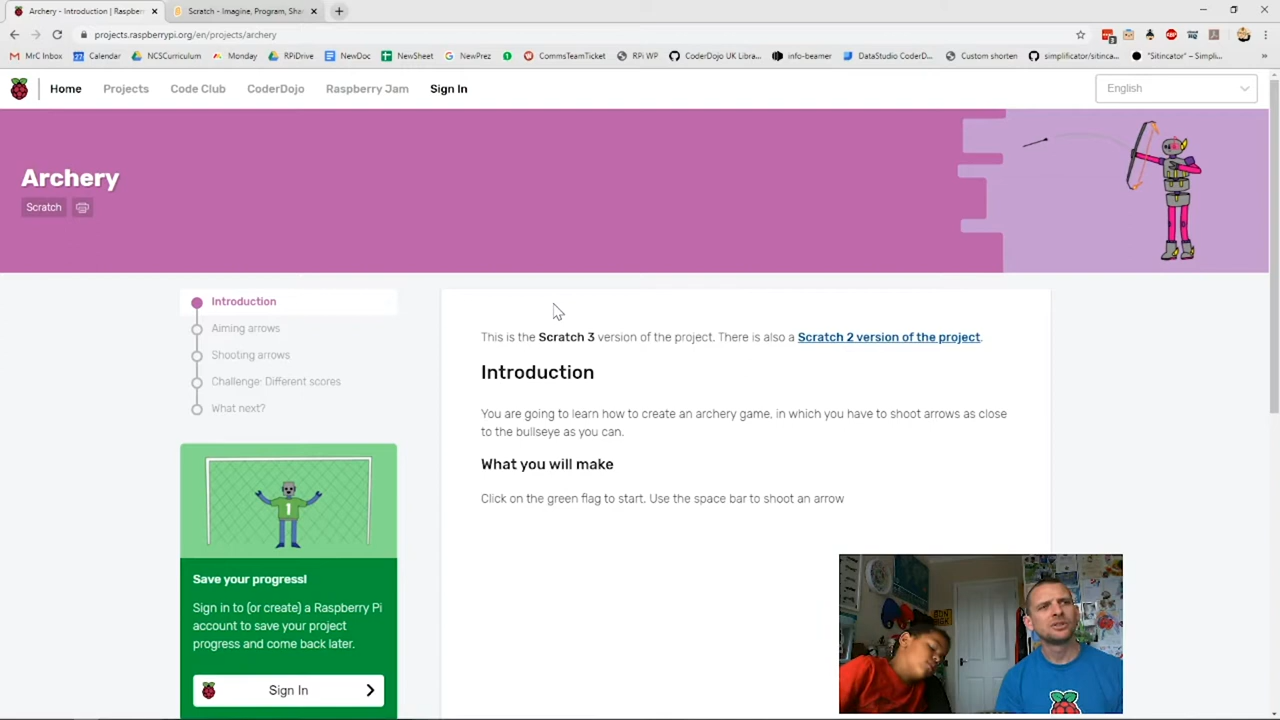 Archery - Introduction | Raspberr
Scratch - Imagine, Program, Sha
projects.raspberrypi.org/en/projects/archery
MrC Inbox
Calendar
NCSCurriculum
Monday
RPiDrive
NewDoc
NewSheet
NewPrez
CommsTeamTicket
RPi WP
CoderDojo UK Librar...
info-beamer
DataStudio CoderD...
Custom shorten
simplificator/sitinca...
"Sitincator" – Simpli...
Home
Projects
Code Club
CoderDojo
Raspberry Jam
Sign In
English
Archery
Scratch
Introduction
Aiming arrows
Shooting arrows
Challenge: Different scores
What next?
This is the Scratch 3 version of the project. There is also a Scratch 2 version of the project.
Introduction
You are going to learn how to create an archery game, in which you have to shoot arrows as close
to the bullseye as you can.
What you will make
Click on the green flag to start. Use the space bar to shoot an arrow
1
Save your progress!
Sign in to (or create) a Raspberry Pi
account to save your project
progress and come back later.
Sign In